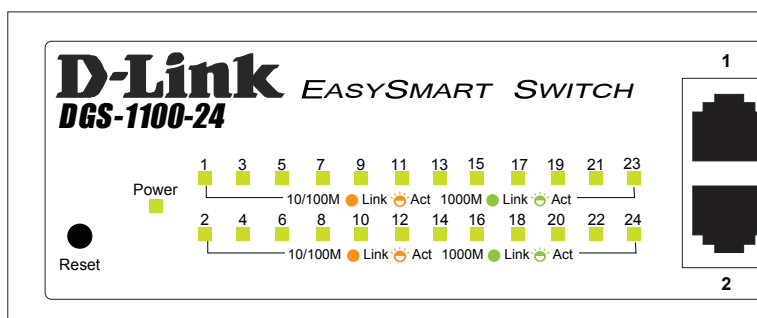 D-Link EASYSMART SWITCH
DGS-1100-24
1
1 3 5 7 9 11 13 15 17 19 21 23
Power
10/100M Link Act 1000M Link Act
2 4 6 8 10 12 14 16 18 20 22 24
10/100M Link Act 1000M Link Act
Reset
2